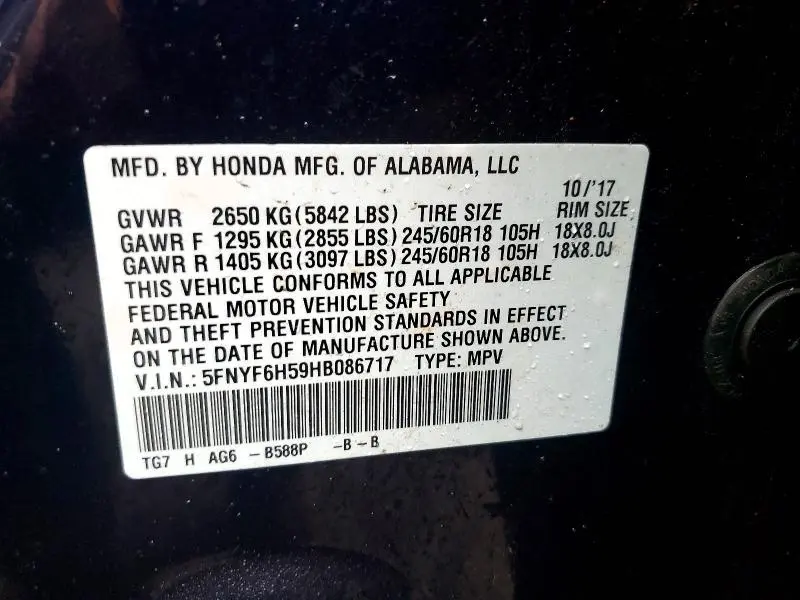 MFD. BY HONDA MFG. OF ALABAMA, LLC
10/'17
GVWR 2650 KG(5842 LBS) TIRE SIZE RIM SIZE
GAWR F 1295 KG(2855 LBS) 245/60R18 105H 18X8.0J
GAWR R 1405 KG(3097 LBS) 245/60R18 105H 18X8.0J
THIS VEHICLE CONFORMS TO ALL APPLICABLE
FEDERAL MOTOR VEHICLE SAFETY
AND THEFT PREVENTION STANDARDS IN EFFECT
ON THE DATE OF MANUFACTURE SHOWN ABOVE.
V.I.N.: 5FNYF6H59HB086717 TYPE: MPV
TG7 H AG6 -B588P -B-B
HONDA